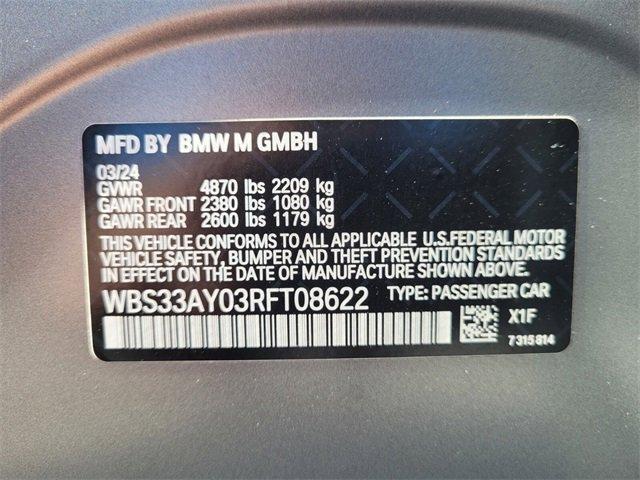 MFD BY BMW M GMBH
03/24
GVWR 4870 lbs 2209 kg
GAWR FRONT 2380 lbs 1080 kg
GAWR REAR 2600 lbs 1179 kg
THIS VEHICLE CONFORMS TO ALL APPLICABLE U.S.FEDERAL MOTOR
VEHICLE SAFETY, BUMPER AND THEFT PREVENTION STANDARDS
IN EFFECT ON THE DATE OF MANUFACTURE SHOWN ABOVE.
WBS33AY03RFT08622 TYPE: PASSENGER CAR
X1F
7315814